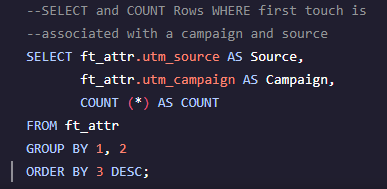 --SELECT and COUNT Rows WHERE first touch is
--associated with a campaign and source
SELECT ft_attr.utm_source AS Source,
       ft_attr.utm_campaign AS Campaign,
       COUNT (*) AS COUNT
FROM ft_attr
GROUP BY 1, 2
ORDER BY 3 DESC;